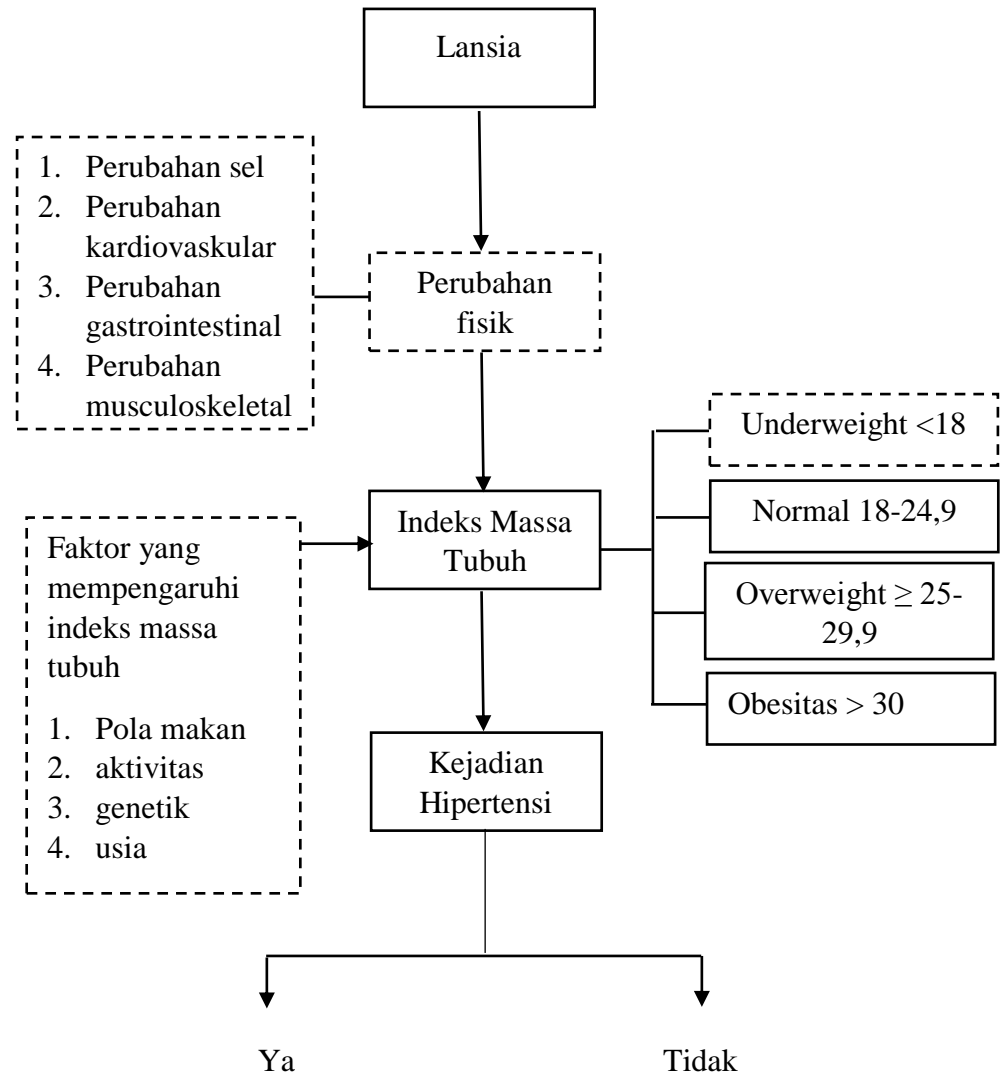 Lansia
1. Perubahan sel
2. Perubahan
kardiovaskular
3. Perubahan
gastrointestinal
4. Perubahan
musculoskeletal
Perubahan
fisik
Underweight <18
Normal 18-24,9
Overweight ≥ 25-
29,9
Obesitas > 30
Indeks Massa
Tubuh
Faktor yang
mempengaruhi
indeks massa
tubuh
1. Pola makan
2. aktivitas
3. genetik
4. usia
Kejadian
Hipertensi
Ya
Tidak